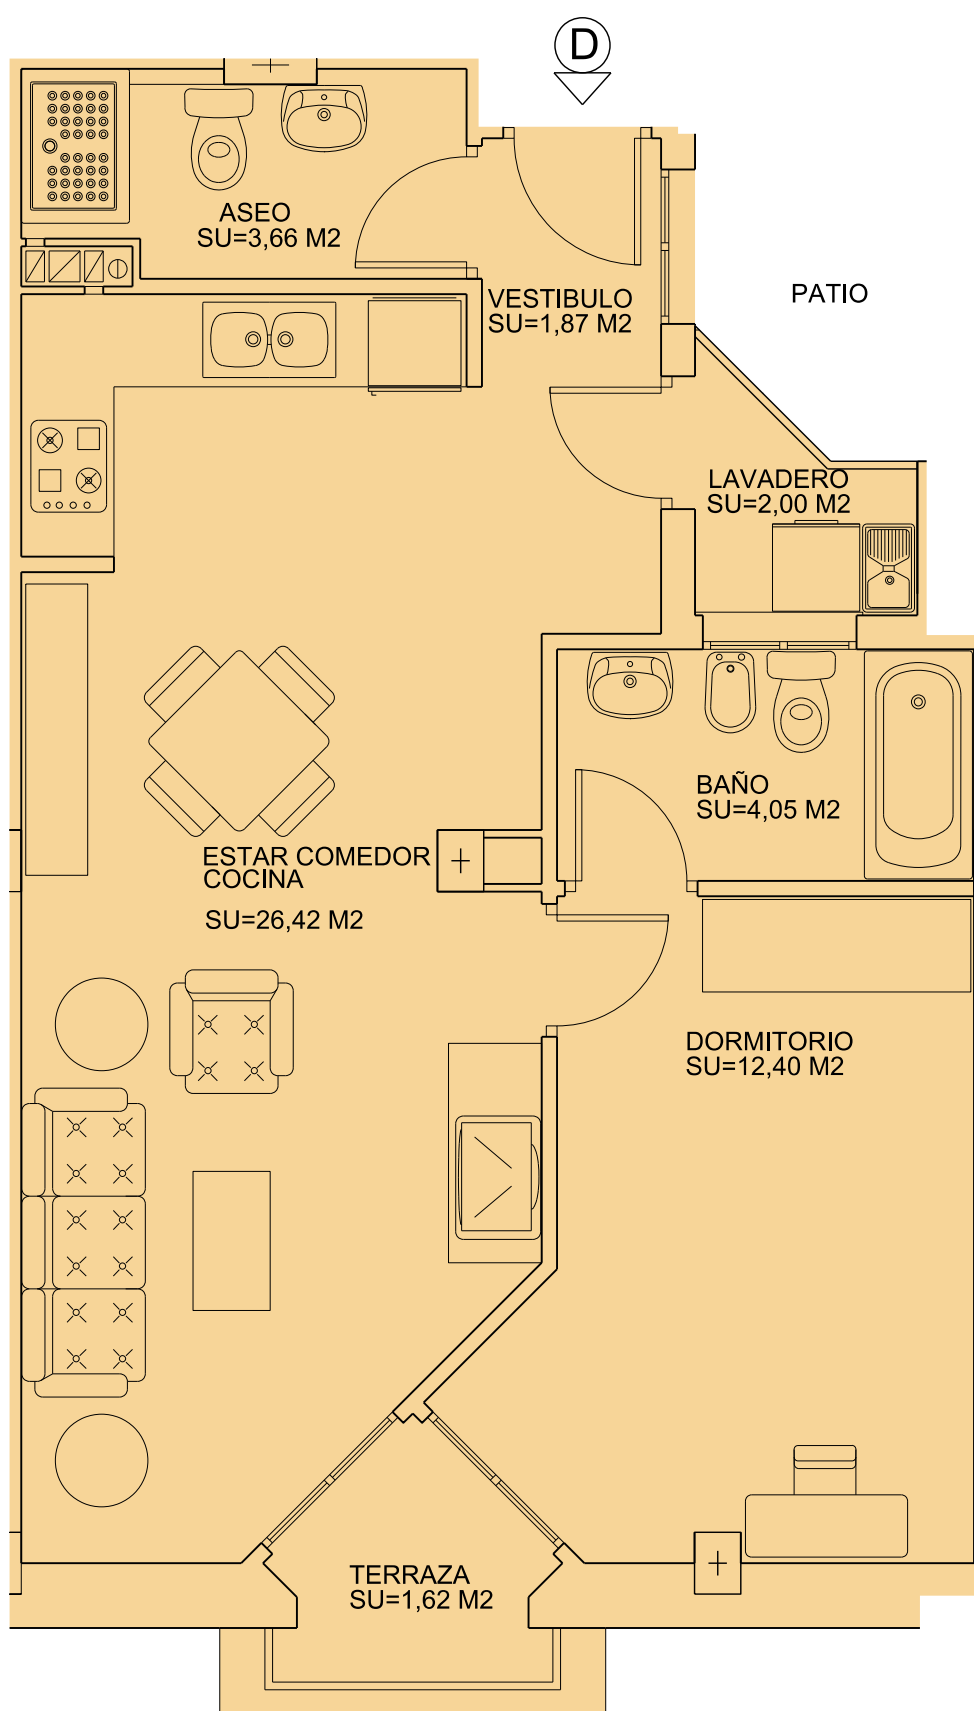 D
ASEO
SU=3,66 M2
VESTIBULO
SU=1,87 M2
PATIO
LAVADERO
SU=2,00 M2
BAÑO
SU=4,05 M2
ESTAR COMEDOR
COCINA
SU=26,42 M2
DORMITORIO
SU=12,40 M2
TERRAZA
SU=1,62 M2